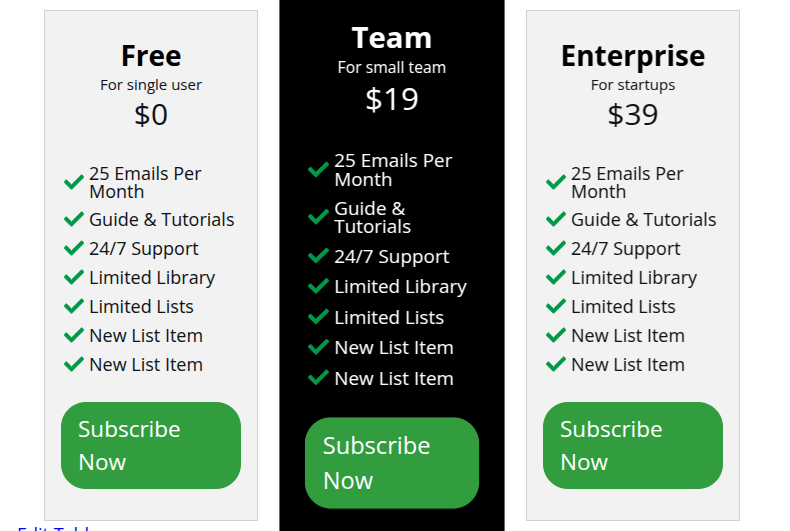 Free
For single user
$0
25 Emails Per
Month
Guide & Tutorials
24/7 Support
Limited Library
Limited Lists
New List Item
New List Item
Subscribe
Now
Team
For small team
$19
25 Emails Per
Month
Guide &
Tutorials
24/7 Support
Limited Library
Limited Lists
New List Item
New List Item
Subscribe
Now
Enterprise
For startups
$39
25 Emails Per
Month
Guide & Tutorials
24/7 Support
Limited Library
Limited Lists
New List Item
New List Item
Subscribe
Now
Edit